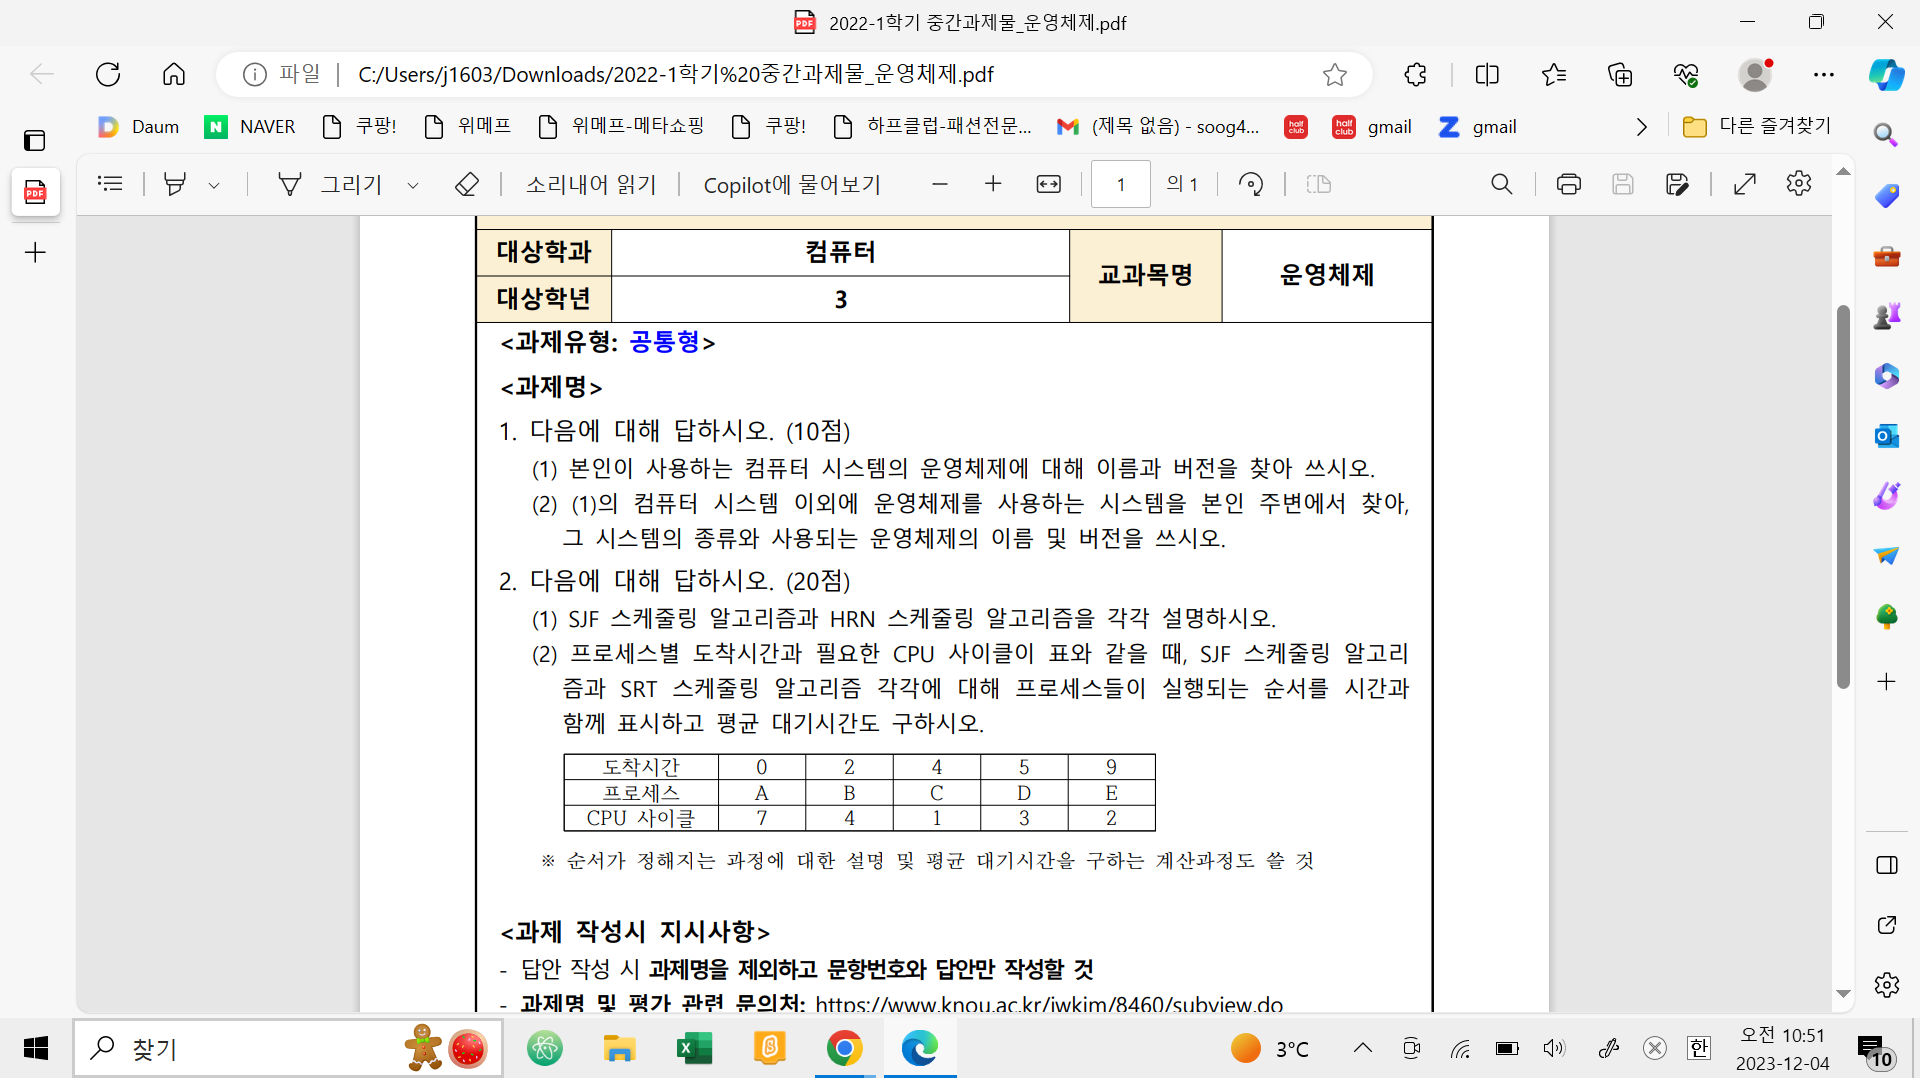 2022-1학기 중간과제물_운영체제.pdf
파일 C:/Users/j1603/Downloads/2022-1학기%20중간과제물_운영체제.pdf
Daum NAVER 쿠팡! 위메프 위메프-메타쇼핑 쿠팡! 하프클럽-패션전문... (제목 없음) - soog4... gmail gmail 다른 즐겨찾기
그리기 소리내어 읽기 Copilot에 물어보기 1 의 1
대상학과 컴퓨터 교과목명 운영체제
대상학년 3
<과제유형: 공통형>
<과제명>
1. 다음에 대해 답하시오. (10점)
(1) 본인이 사용하는 컴퓨터 시스템의 운영체제에 대해 이름과 버전을 찾아 쓰시오.
(2) (1)의 컴퓨터 시스템 이외에 운영체제를 사용하는 시스템을 본인 주변에서 찾아,
그 시스템의 종류와 사용되는 운영체제의 이름 및 버전을 쓰시오.
2. 다음에 대해 답하시오. (20점)
(1) SJF 스케줄링 알고리즘과 HRN 스케줄링 알고리즘을 각각 설명하시오.
(2) 프로세스별 도착시간과 필요한 CPU 사이클이 표와 같을 때, SJF 스케줄링 알고리
즘과 SRT 스케줄링 알고리즘 각각에 대해 프로세스들이 실행되는 순서를 시간과
함께 표시하고 평균 대기시간도 구하시오.
도착시간 0 2 4 5 9
프로세스 A B C D E
CPU 사이클 7 4 1 3 2
※ 순서가 정해지는 과정에 대한 설명 및 평균 대기시간을 구하는 계산과정도 쓸 것
<과제 작성시 지시사항>
- 답안 작성 시 과제명을 제외하고 문항번호와 답안만 작성할 것
- 과제명 및 평가 관련 문의처: https://www.knou.ac.kr/jwkim/8460/subview.do
찾기 3°C 한 오전 10:51
2023-12-04 10